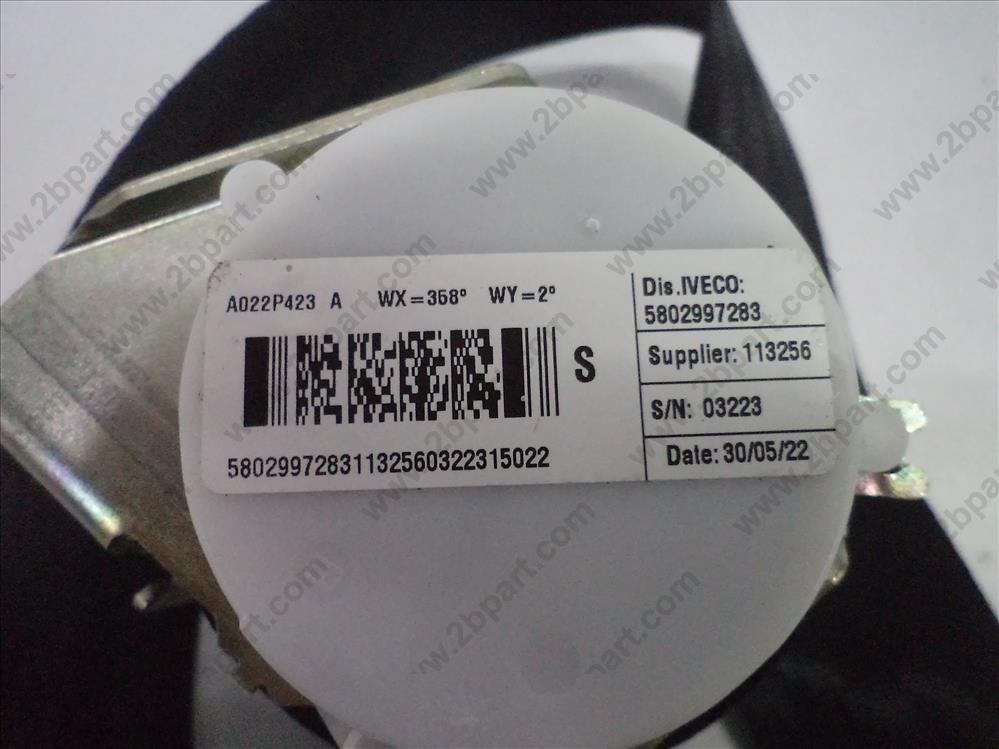 A022P423 A WX=358° WY=2°
S
5802997283113256032231502​2
Dis.IVECO:
5802997283
Supplier: 113256
S/N: 03223
Date: 30/05/22
www.2bpart.com